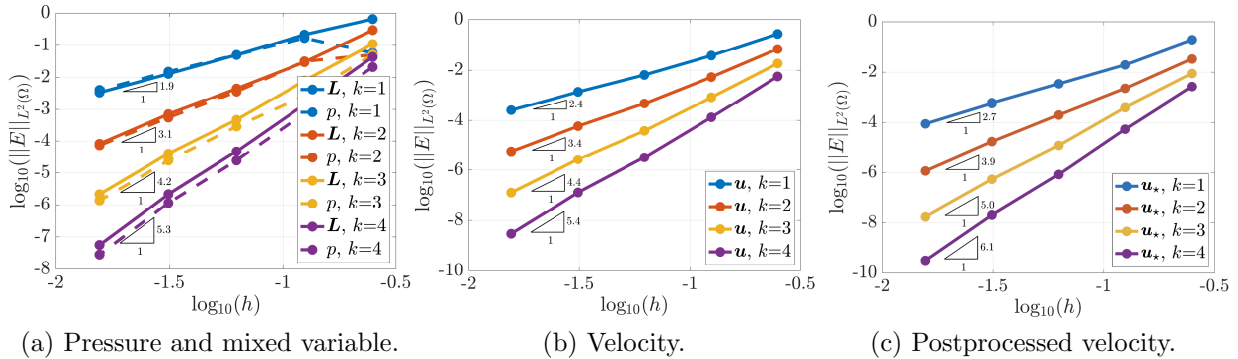 log₁₀(||E||_{L²(Ω)})
0
-1
-2
-3
-4
-5
-6
-7
-8
1.9
1
3.1
1
4.2
1
5.3
1
L, k=1
p, k=1
L, k=2
p, k=2
L, k=3
p, k=3
L, k=4
p, k=4
-2 -1.5 -1 -0.5
log₁₀(h)
(a) Pressure and mixed variable.
log₁₀(||E||_{L²(Ω)})
0
-2
-4
-6
-8
-10
2.4
1
3.4
1
4.4
1
5.4
1
u, k=1
u, k=2
u, k=3
u, k=4
-2 -1.5 -1 -0.5
log₁₀(h)
(b) Velocity.
log₁₀(||E||_{L²(Ω)})
0
-2
-4
-6
-8
-10
2.7
1
3.9
1
5.0
1
6.1
1
u⋆, k=1
u⋆, k=2
u⋆, k=3
u⋆, k=4
-2 -1.5 -1 -0.5
log₁₀(h)
(c) Postprocessed velocity.